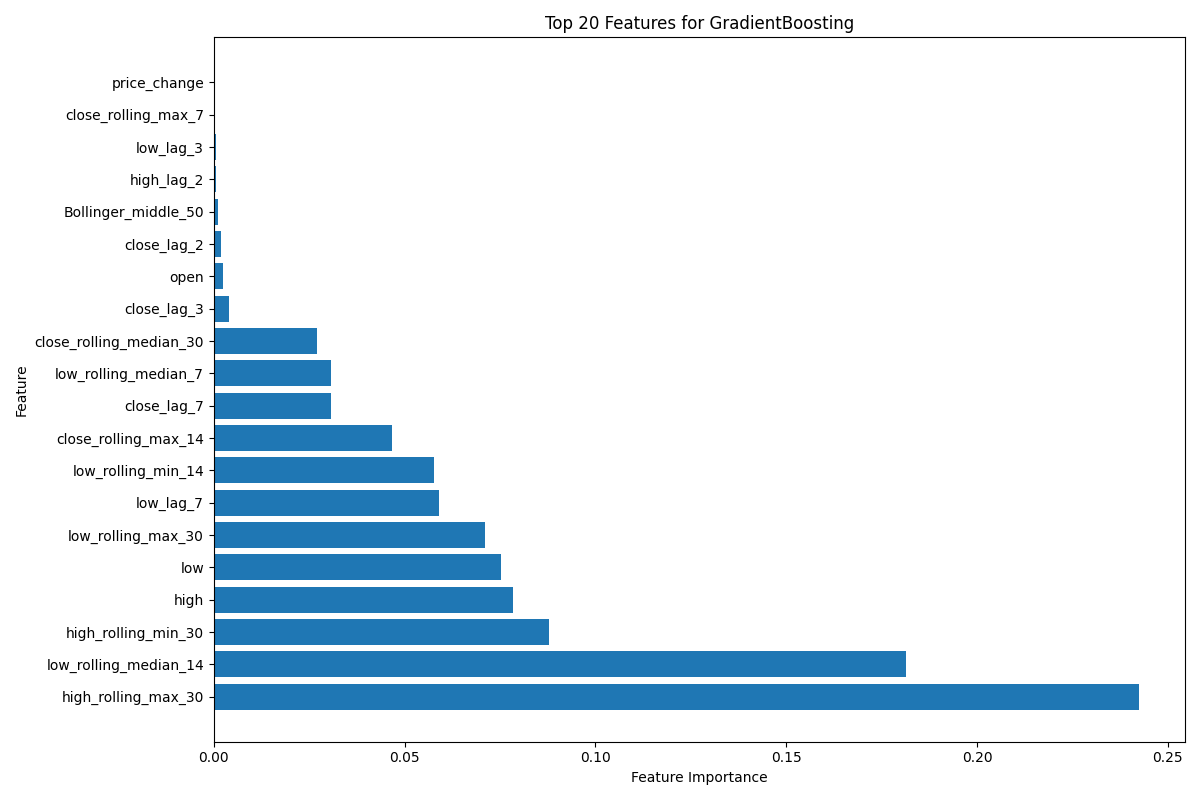 Top 20 Features for GradientBoosting
price_change
close_rolling_max_7
low_lag_3
high_lag_2
Bollinger_middle_50
close_lag_2
open
close_lag_3
close_rolling_median_30
low_rolling_median_7
close_lag_7
close_rolling_max_14
low_rolling_min_14
low_lag_7
low_rolling_max_30
low
high
high_rolling_min_30
low_rolling_median_14
high_rolling_max_30
Feature
0.00 0.05 0.10 0.15 0.20 0.25
Feature Importance